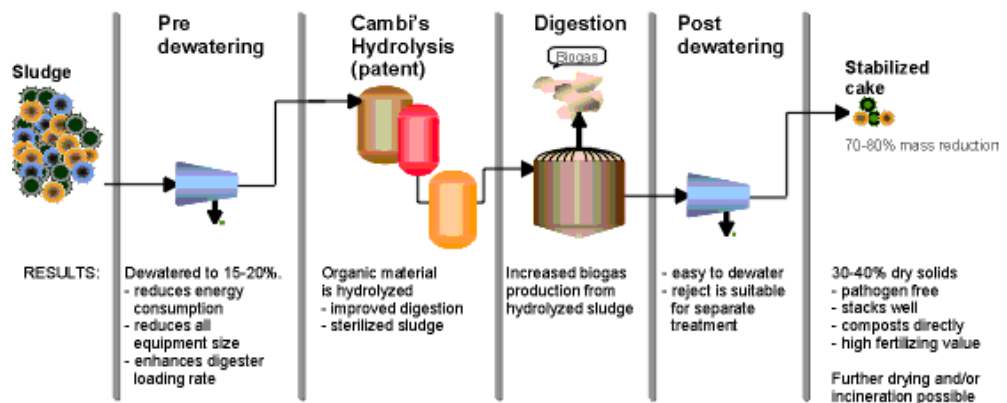 Pre
dewatering
Cambi's
Hydrolysis
(patent)
Digestion
Post
dewatering
Biogas
Sludge
Stabilized
cake
70-80% mass reduction
RESULTS:
Dewatered to 15-20%.
- reduces energy
consumption
- reduces all
equipment size
- enhances digester
loading rate
Organic material
is hydrolyzed
- improved digestion
- sterilized sludge
Increased biogas
production from
hydrolyzed sludge
- easy to dewater
- reject is suitable
for separate
treatment
30-40% dry solids
- pathogen free
- stacks well
- composts directly
- high fertilizing value
Further drying and/or
incineration possible